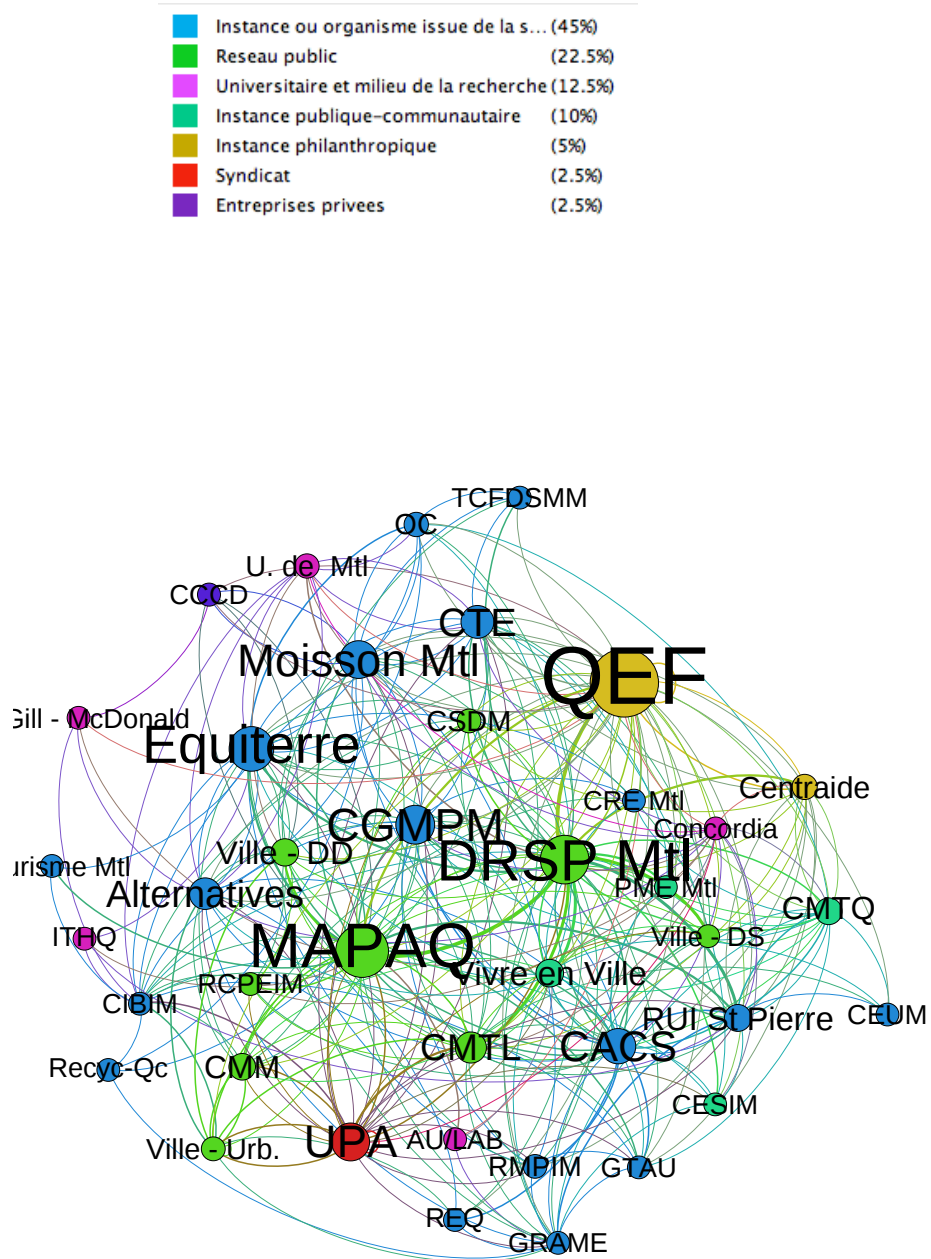 Instance ou organisme issue de la s... (45%)
Reseau public (22.5%)
Universitaire et milieu de la recherche (12.5%)
Instance publique-communautaire (10%)
Instance philanthropique (5%)
Syndicat (2.5%)
Entreprises privees (2.5%)
TCFDSMM
OC
U. de Mtl
CCCD
CTE
Moisson Mtl
QEF
Gill - McDonald
CSDM
Equiterre
Centraide
CRE Mtl
CGMPM
Concordia
Ville - DD
DRSP Mtl
urisme Mtl
PME Mtl
Alternatives
CMTQ
ITHQ
Ville - DS
MAPAQ
Vivre en Ville
RCPEIM
CIBIM
RUI St Pierre
CEUM
CMTL
CACS
Recyc-Qc
CMM
CESIM
UPA
AU/LAB
Ville - Urb.
RMPIM
GTAU
REQ
GRAME